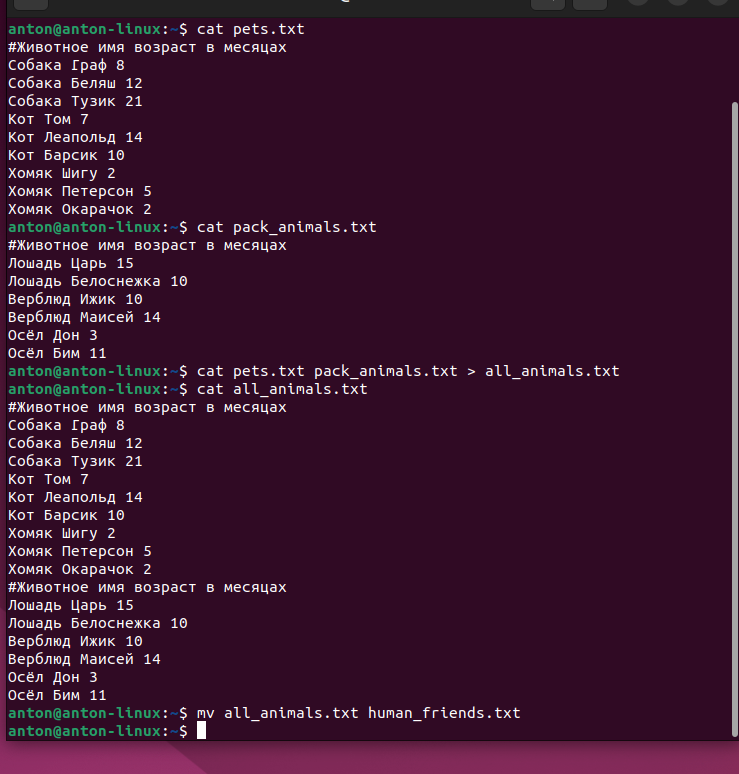 anton@anton-linux:~$ cat pets.txt
#Животное имя возраст в месяцах
Собака Граф 8
Собака Беляш 12
Собака Тузик 21
Кот Том 7
Кот Леапольд 14
Кот Барсик 10
Хомяк Шигу 2
Хомяк Петерсон 5
Хомяк Окарачок 2
anton@anton-linux:~$ cat pack_animals.txt
#Животное имя возраст в месяцах
Лошадь Царь 15
Лошадь Белоснежка 10
Верблюд Ижик 10
Верблюд Маисей 14
Осёл Дон 3
Осёл Бим 11
anton@anton-linux:~$ cat pets.txt pack_animals.txt > all_animals.txt
anton@anton-linux:~$ cat all_animals.txt
#Животное имя возраст в месяцах
Собака Граф 8
Собака Беляш 12
Собака Тузик 21
Кот Том 7
Кот Леапольд 14
Кот Барсик 10
Хомяк Шигу 2
Хомяк Петерсон 5
Хомяк Окарачок 2
#Животное имя возраст в месяцах
Лошадь Царь 15
Лошадь Белоснежка 10
Верблюд Ижик 10
Верблюд Маисей 14
Осёл Дон 3
Осёл Бим 11
anton@anton-linux:~$ mv all_animals.txt human_friends.txt
anton@anton-linux:~$